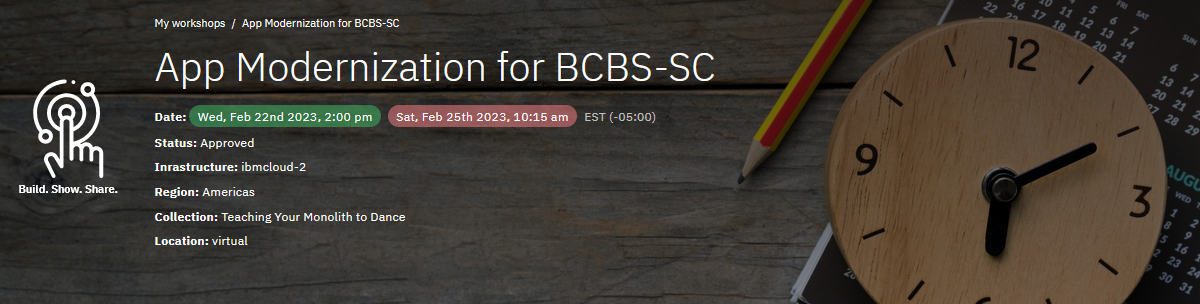 My workshops / App Modernization for BCBS-SC
App Modernization for BCBS-SC
Date: Wed, Feb 22nd 2023, 2:00 pm Sat, Feb 25th 2023, 10:15 am EST (-05:00)
Status: Approved
Inrastructure: ibmcloud-2
Build. Show. Share.
Region: Americas
Collection: Teaching Your Monolith to Dance
Location: virtual
12
9
3
AUGU